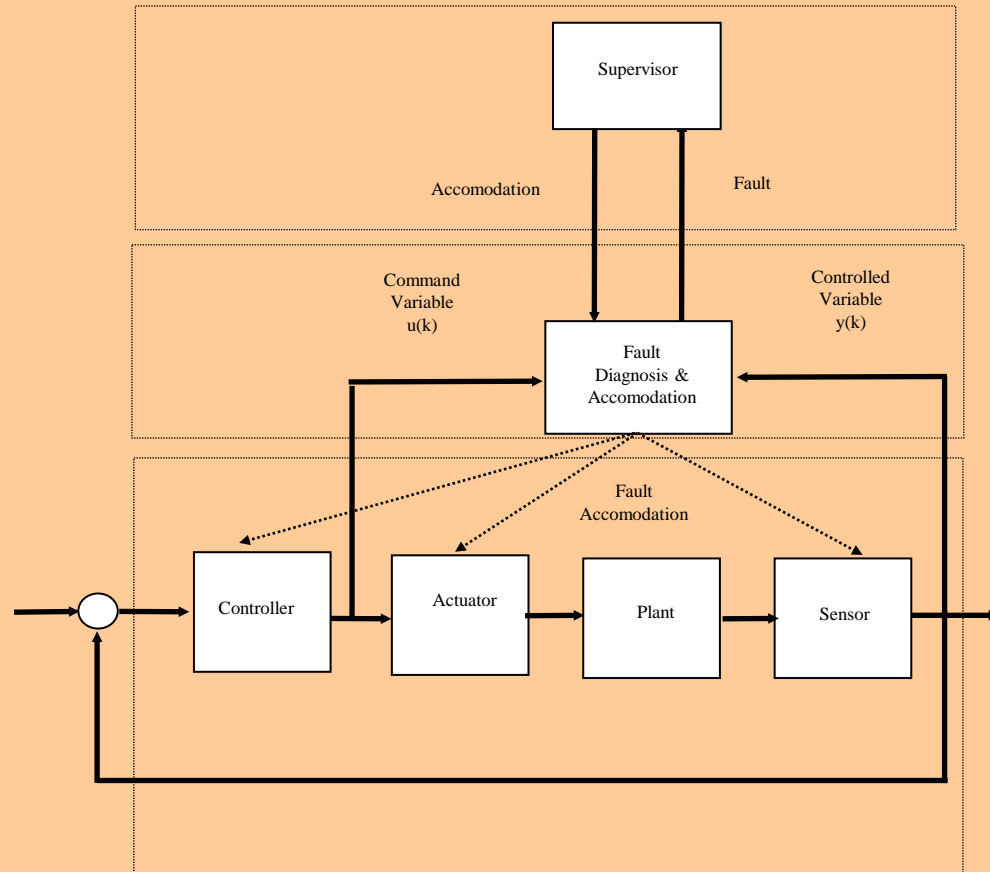 Supervisor
Accomodation
Fault
Command
Variable
u(k)
Controlled
Variable
y(k)
Fault
Diagnosis &
Accomodation
Fault
Accomodation
Controller
Actuator
Plant
Sensor